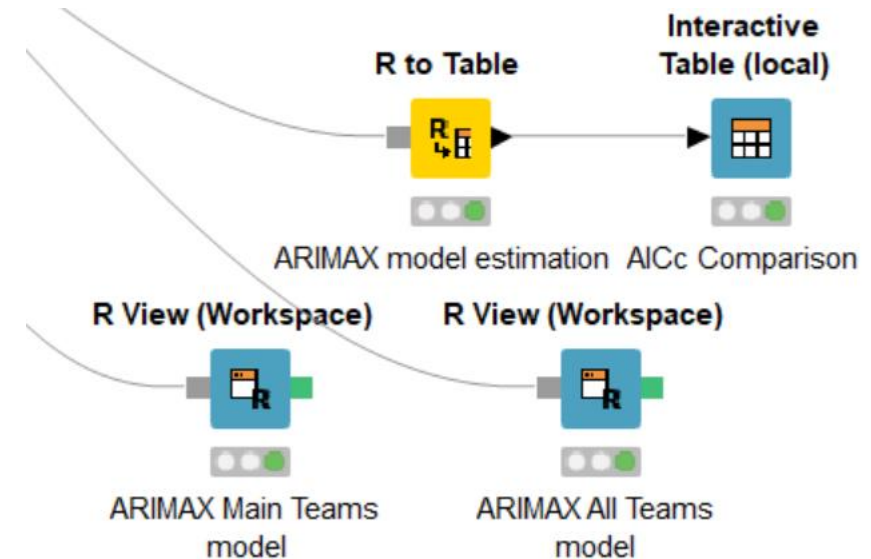 Interactive
R to Table Table (local)
R
ARIMAX model estimation AICc Comparison
R View (Workspace) R View (Workspace)
R R
ARIMAX Main Teams ARIMAX All Teams
model model